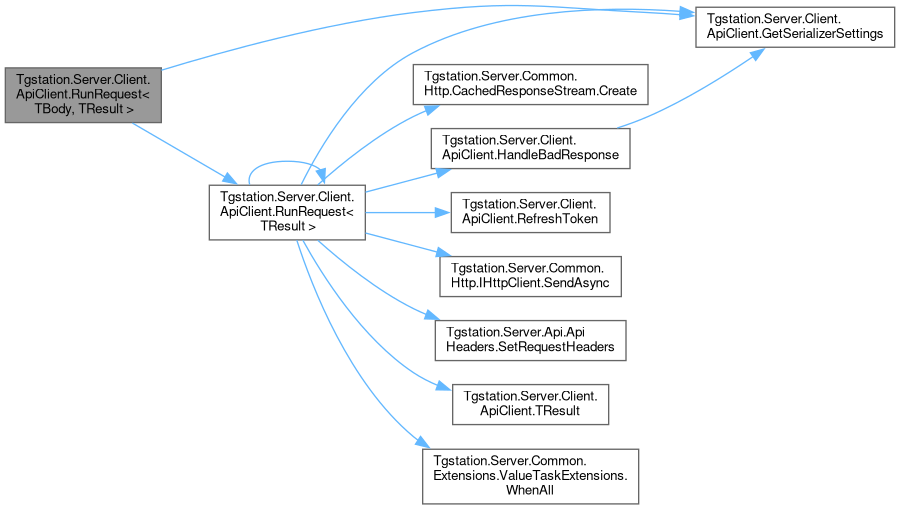 Tgstation.Server.Client.
ApiClient.GetSerializerSettings
Tgstation.Server.Client.
ApiClient.RunRequest<
TBody, TResult >
Tgstation.Server.Common.
Http.CachedResponseStream.Create
Tgstation.Server.Client.
ApiClient.HandleBadResponse
Tgstation.Server.Client.
ApiClient.RunRequest<
TResult >
Tgstation.Server.Client.
ApiClient.RefreshToken
Tgstation.Server.Common.
Http.IHttpClient.SendAsync
Tgstation.Server.Api.Api
Headers.SetRequestHeaders
Tgstation.Server.Client.
ApiClient.TResult
Tgstation.Server.Common.
Extensions.ValueTaskExtensions.
WhenAll